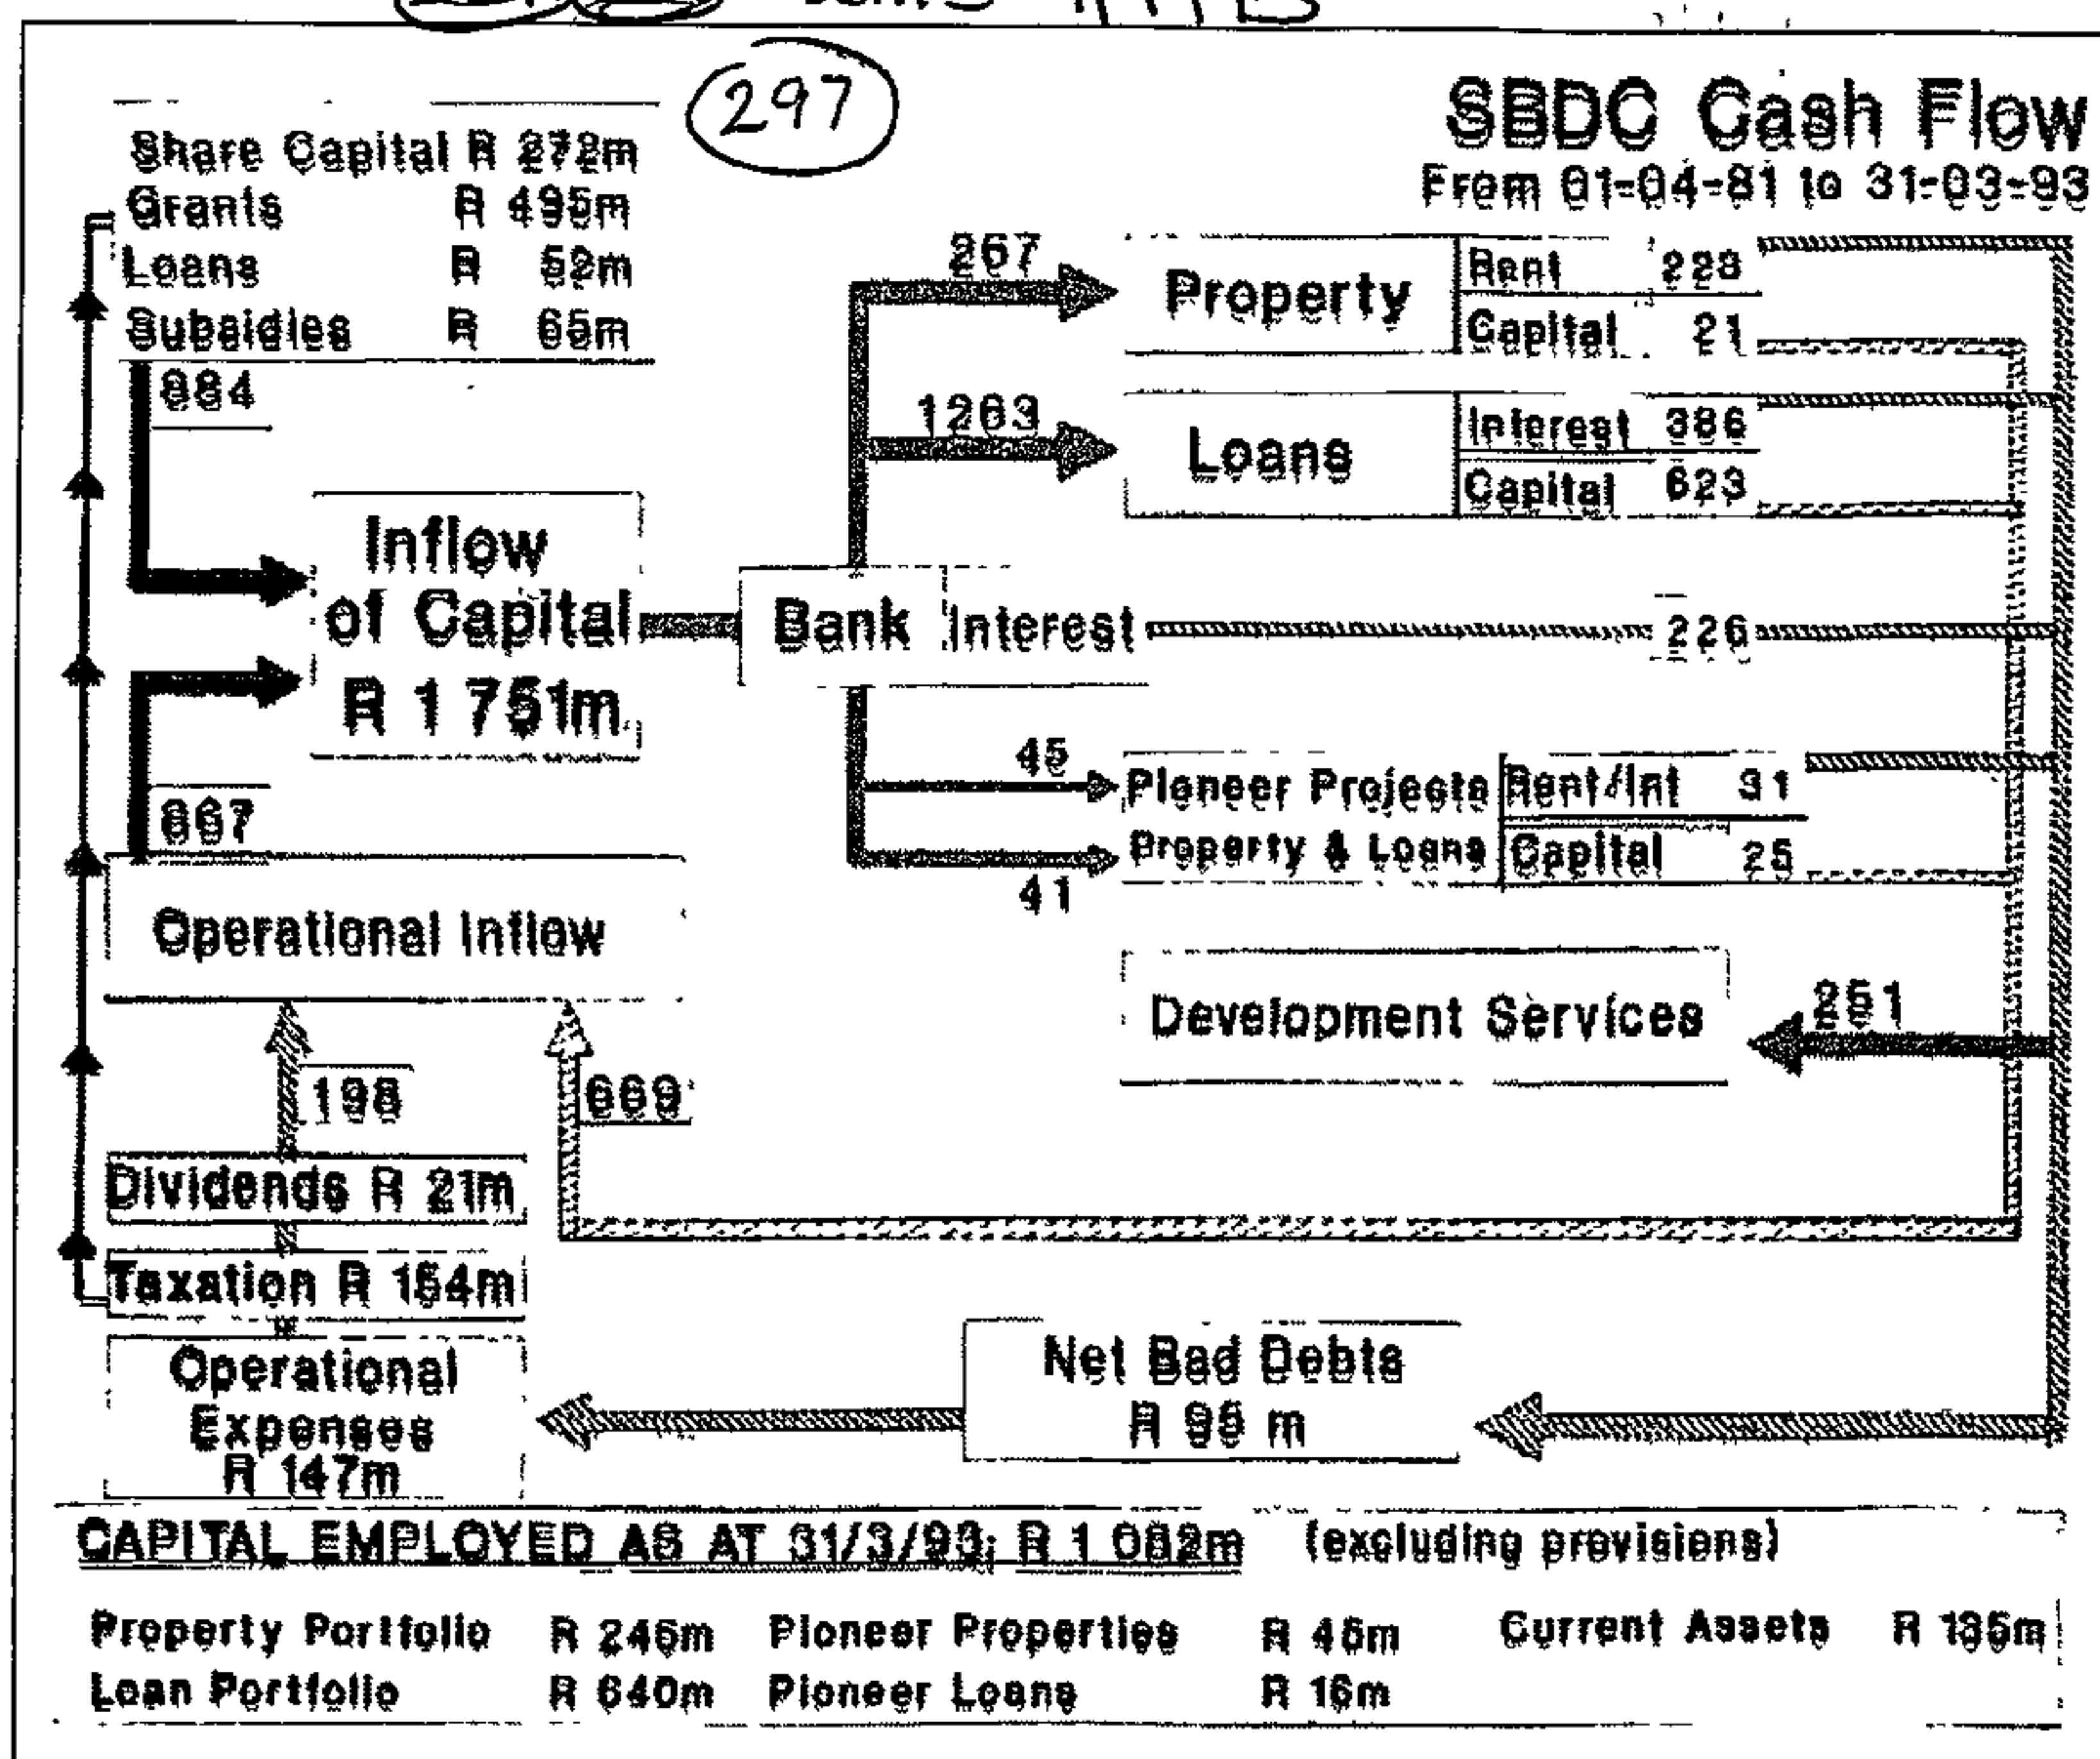 297
SBDC Cash Flow
From 01-04-81 to 31-03-93
Share Capital R 272m
Grants R 495m
Loans R 52m
Subsidies R 65m
884
267
Property
Rent 223
Capital 21
1263
Loans
Interest 386
Capital 623
Inflow
of Capital
R 1 751m
Bank Interest
226
45
Pioneer Projects Rent/Int 31
Property & Loans Capital 25
41
867
Operational Inflow
Development Services
251
198
669
Dividends R 21m
Taxation R 154m
Operational
Expenses
R 147m
Net Bad Debts
R 95 m
CAPITAL EMPLOYED AS AT 31/3/93: R 1 082m (excluding provisions)
Property Portfolio R 246m Pioneer Properties R 45m Current Assets R 135m
Loan Portfolio R 640m Pioneer Loans R 16m